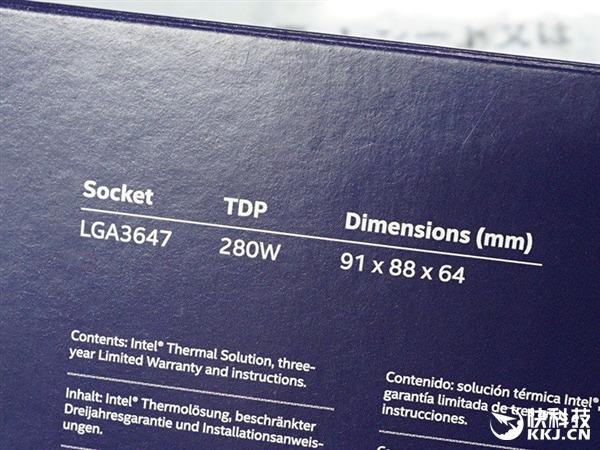 Socket TDP Dimensions (mm)
LGA3647 280W 91 x 88 x 64
Contents: Intel® Thermal Solution, three-
year Limited Warranty and instructions.
Inhalt: Intel® Thermolösung, beschränkter
Dreijahresgarantie und Installationsanweis-
ungen.
Contenido: solución térmica Intel®
garantía limitada de tres
instrucciones.
快科技
KKJ.CN